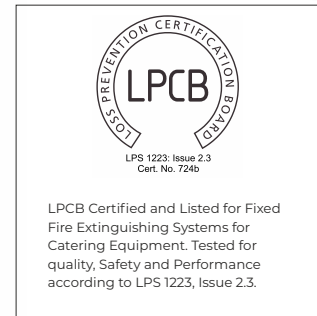 LOSS PREVENTION CERTIFICATION BOARD
LPCB
LPS 1223: Issue 2.3
Cert. No. 724b
LPCB Certified and Listed for Fixed
Fire Extinguishing Systems for
Catering Equipment. Tested for
quality, Safety and Performance
according to LPS 1223, Issue 2.3.